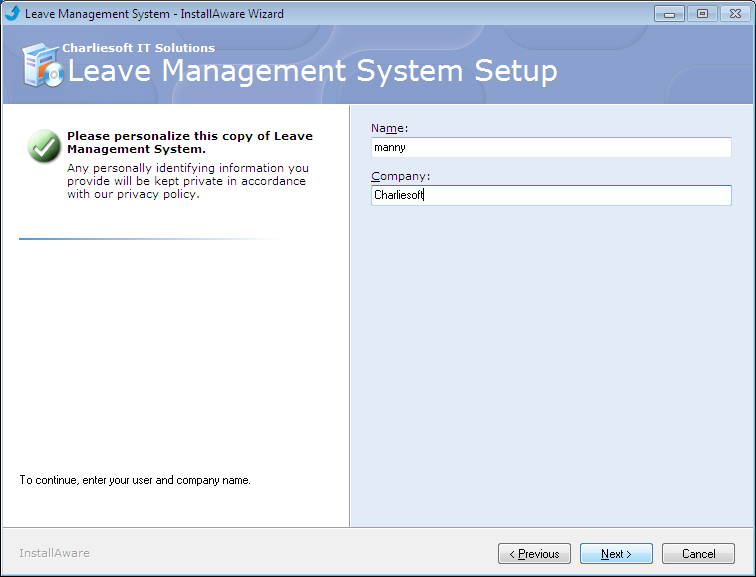 Leave Management System - InstallAware Wizard
Charliesoft IT Solutions
Leave Management System Setup
Please personalize this copy of Leave
Management System.
Any personally identifying information you
provide will be kept private in accordance
with our privacy policy.
To continue, enter your user and company name.
Name:
manny
Company:
Charliesoft
InstallAware
< Previous
Next >
Cancel